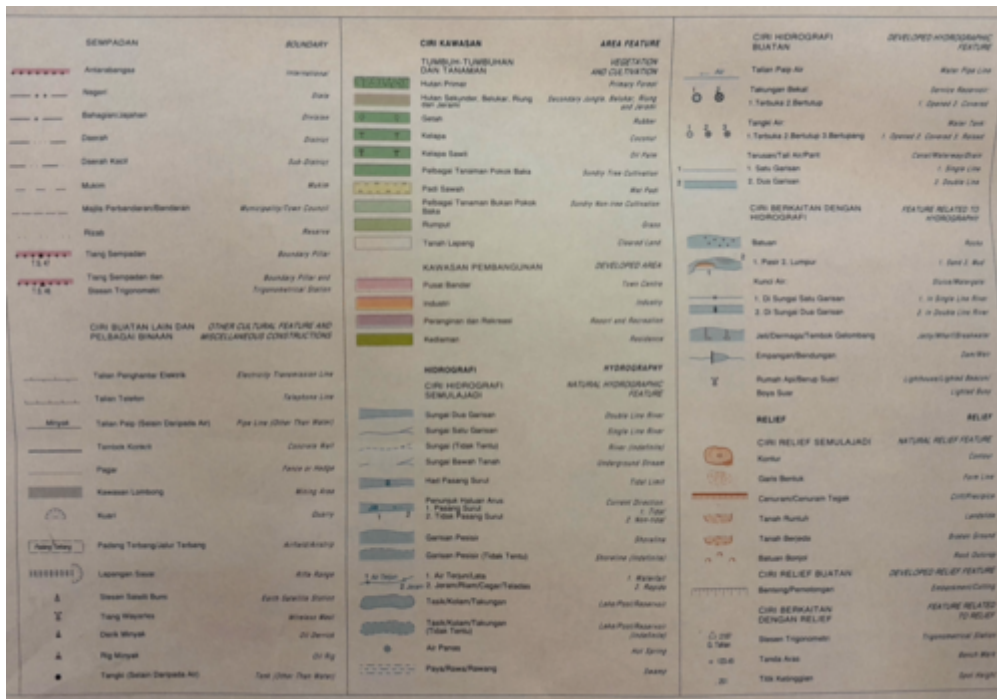 SEMPADAN BOUNDARY
Antarabangsa International
Negeri State
Bahagian/Jajahan Division
Daerah District
Daerah Kecil Sub District
Mukim Mukim
Majlis Perbandaran/Bandaran Municipality/Town Council
Rizab Reserve
Tiang Sempadan Boundary Pillar
Tiang Sempadan dan Boundary Pillar and
Stesen Trigonometri Trigonometrical Station
CIRI BUATAN LAIN DAN OTHER CULTURAL FEATURE AND
PELBAGAI BINAAN MISCELLANEOUS CONSTRUCTIONS
Talian Penghantar Elektrik Electricity Transmission Line
Talian Telefon Telephone Line
Minyak Talian Paip (Selain Daripada Air) Pipe Line (Other Than Water)
Tembok Konkrit Concrete Wall
Pagar Fence or Hedge
Kawasan Lombong Mining Area
Kuari Quarry
Padang Terbang Padang Terbang/Jalur Terbang Airfield/Airstrip
Lapangan Sasar Rifle Range
Stesen Satelit Bumi Earth Satellite Station
Tiang Wayarles Wireless Mast
Derik Minyak Oil Derrick
Rig Minyak Oil Rig
Tangki (Selain Daripada Air) Tank (Other Than Water)
CIRI KAWASAN AREA FEATURE
TUMBUH-TUMBUHAN VEGETATION
DAN TANAMAN AND CULTIVATION
Hutan Primer Primary Forest
Hutan Sekunder, Belukar, Riung Secondary Jungle, Belukar, Riung
dan Jerami and Jerami
Getah Rubber
Kelapa Coconut
Kelapa Sawit Oil Palm
Pelbagai Tanaman Pokok Baka Sundry Tree Cultivation
Padi Sawah Wet Padi
Pelbagai Tanaman Bukan Pokok Sundry Non-tree Cultivation
Baka
Rumput Grass
Tanah Lapang Cleared Land
KAWASAN PEMBANGUNAN DEVELOPED AREA
Pusat Bandar Town Centre
Industri Industry
Peranginan dan Rekreasi Resort and Recreation
Kediaman Residence
HIDROGRAFI HYDROGRAPHY
CIRI HIDROGRAFI NATURAL HYDROGRAPHIC
SEMULAJADI FEATURE
Sungai Dua Garisan Double Line River
Sungai Satu Garisan Single Line River
Sungai (Tidak Tentu) River (Indefinite)
Sungai Bawah Tanah Underground Stream
Had Pasang Surut Tidal Limit
Penunjuk Haluan Arus Current Direction
1. Pasang Surut 1. Tidal
2. Tidak Pasang Surut 2. Non-tidal
Garisan Pesisir Shoreline
Garisan Pesisir (Tidak Tentu) Shoreline (Indefinite)
1. Air Terjun/Lata 1. Waterfall
2. Jeram/Riam/Ceger/Teladas 2. Rapids
Tasik/Kolam/Takungan Lake/Pool/Reservoir
Tasik/Kolam/Takungan Lake/Pool/Reservoir
(Tidak Tentu) (Indefinite)
Air Panas Hot Spring
Paya/Rawa/Rawang Swamp
CIRI HIDROGRAFI DEVELOPED HYDROGRAPHIC
BUATAN FEATURE
Air Talian Paip Air Water Pipe Line
1 2 Takungan Bekal Service Reservoir
1. Terbuka 2. Bertutup 1. Opened 2. Covered
1 2 3 Tangki Air: Water Tank
1. Terbuka 2. Bertutup 3. Bertupang 1. Opened 2. Covered 3. Raised
Terusan/Tali Air/Parit Canal/Waterway/Drain
1. Satu Garisan 1. Single Line
2. Dua Garisan 2. Double Line
CIRI BERKAITAN DENGAN FEATURE RELATED TO
HIDROGRAFI HYDROGRAPHY
Batuan Rocks
1. Pasir 2. Lumpur 1. Sand 2. Mud
Kunci Air: Sluice/Watergate
1. Di Sungai Satu Garisan 1. In Single Line River
2. Di Sungai Dua Garisan 2. In Double Line River
Jeti/Dermaga/Tembok Gelombang Jetty/Wharf/Breakwater
Empangan/Bendungan Dam/Weir
Rumah Api/Berup Suar/ Lighthouse/Lighted Beacon/
Boya Suar Lighted Buoy
RELIEF RELIEF
CIRI RELIEF SEMULAJADI NATURAL RELIEF FEATURE
Kontur Contour
Garis Bentuk Form Line
Cenuram/Cenuram Tegak Cliff/Precipice
Tanah Runtuh Landslide
Tanah Berjeda Broken Ground
Batuan Bonjol Rock Outcrop
CIRI RELIEF BUATAN DEVELOPED RELIEF FEATURE
Benteng/Pemotongan Embankment/Cutting
CIRI BERKAITAN FEATURE RELATED
DENGAN RELIEF TO RELIEF
Stesen Trigonometri Trigonometrical Station
Tanda Aras Bench Mark
Titik Ketinggian Spot Height